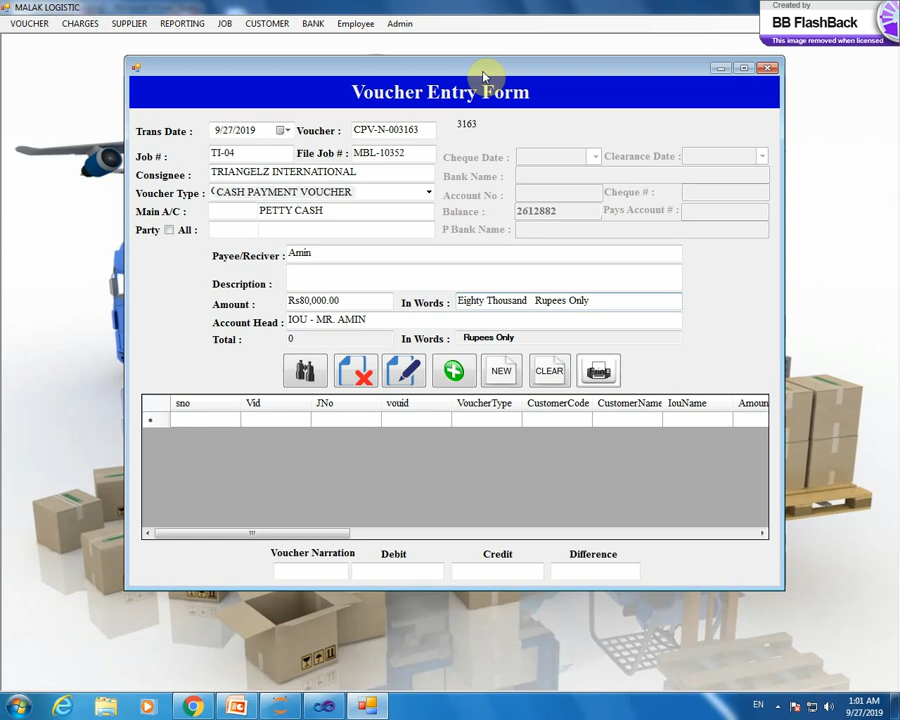 MALAK LOGISTIC
Created by
BB FlashBack
This image removed when licensed
VOUCHER CHARGES SUPPLIER REPORTING JOB CUSTOMER BANK Employee Admin
Voucher Entry Form
Trans Date : 9/27/2019 Voucher : CPV-N-003163 3163
Job # : TI-04 File Job # : MBL-10352 Cheque Date : Clearance Date :
Consignee : TRIANGELZ INTERNATIONAL Bank Name :
Voucher Type : CASH PAYMENT VOUCHER Account No : Cheque # :
Main A/C : PETTY CASH Balance : 2612882 Pays Account # :
Party All : P Bank Name :
Payee/Reciver : Amin
Description :
Amount : Rs80,000.00 In Words : Eighty Thousand Rupees Only
Account Head : IOU - MR. AMIN
Total : 0 In Words : Rupees Only
NEW CLEAR
sno Vid JNo vouid VoucherType CustomerCode CustomerName IouName Amoun
*
Voucher Narration Debit Credit Difference
EN 1:01 AM
9/27/2019